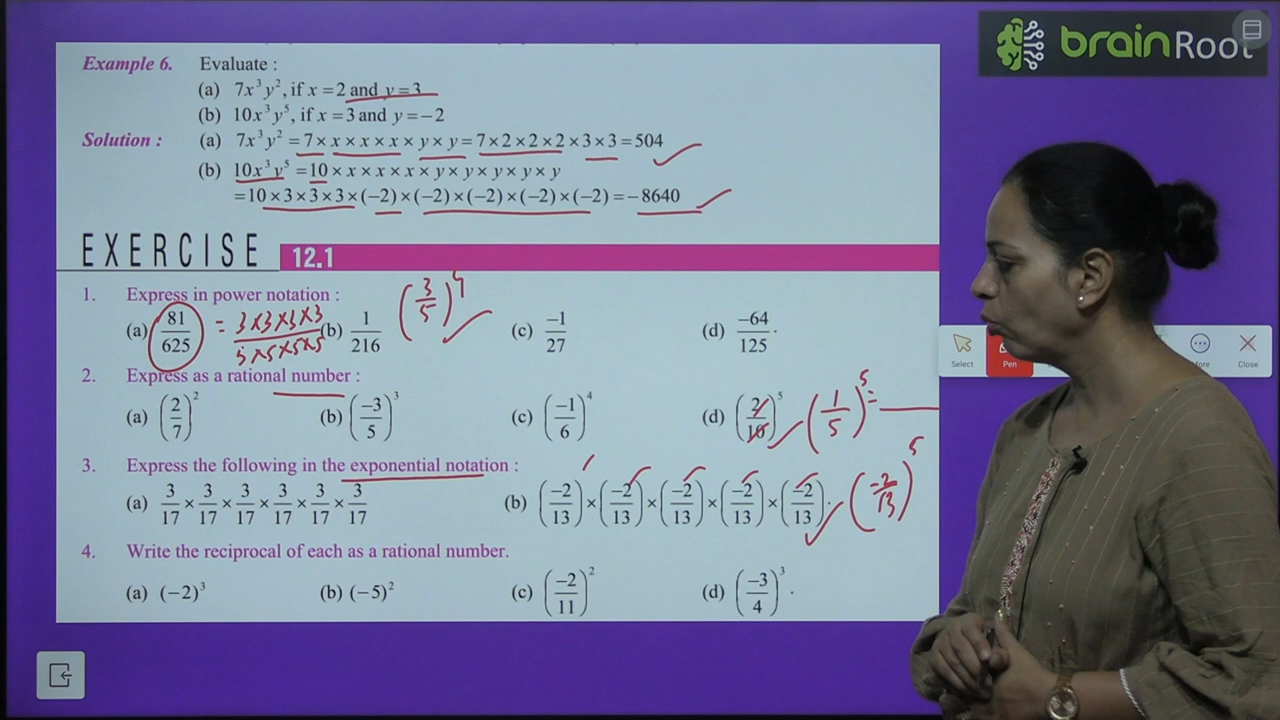 brainRoot
Example 6. Evaluate :
(a) 7x³y², if x = 2 and y = 3
(b) 10x³y⁵, if x = 3 and y = −2
Solution : (a) 7x³y² = 7 × x × x × x × y × y = 7 × 2 × 2 × 2 × 3 × 3 = 504
(b) 10x³y⁵ = 10 × x × x × x × y × y × y × y × y
= 10 × 3 × 3 × 3 × (−2) × (−2) × (−2) × (−2) × (−2) = − 8640
EXERCISE 12.1
1. Express in power notation :
(a) 81/625 = 3×3×3×3/5×5×5×5 (b) 1/216 (3/5)⁴ (c) −1/27 (d) −64/125.
2. Express as a rational number :
(a) (2/7)² (b) (−3/5)³ (c) (−1/6)⁴ (d) (2/10)⁵ (1/5)⁵ =
3. Express the following in the exponential notation :
(a) 3/17 × 3/17 × 3/17 × 3/17 × 3/17 × 3/17 (b) (−2/13) × (−2/13) × (−2/13) × (−2/13) × (−2/13). (−2/13)⁵
4. Write the reciprocal of each as a rational number.
(a) (−2)³ (b) (−5)² (c) (−2/11)² (d) (−3/4)³.
Select Pen More Close